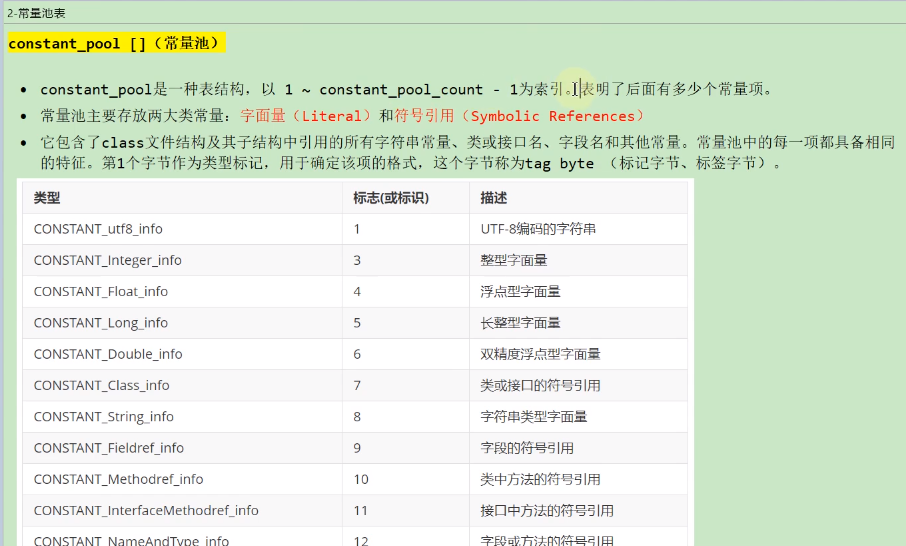 2-常量池表
constant_pool []（常量池）
• constant_pool是一种表结构，以 1 ~ constant_pool_count - 1为索引。表明了后面有多少个常量项。
• 常量池主要存放两大类常量：字面量（Literal）和符号引用（Symbolic References）
• 它包含了class文件结构及其子结构中引用的所有字符串常量、类或接口名、字段名和其他常量。常量池中的每一项都具备相同
的特征。第1个字节作为类型标记，用于确定该项的格式，这个字节称为tag byte （标记字节、标签字节）。
类型 标志(或标识) 描述
CONSTANT_utf8_info 1 UTF-8编码的字符串
CONSTANT_Integer_info 3 整型字面量
CONSTANT_Float_info 4 浮点型字面量
CONSTANT_Long_info 5 长整型字面量
CONSTANT_Double_info 6 双精度浮点型字面量
CONSTANT_Class_info 7 类或接口的符号引用
CONSTANT_String_info 8 字符串类型字面量
CONSTANT_Fieldref_info 9 字段的符号引用
CONSTANT_Methodref_info 10 类中方法的符号引用
CONSTANT_InterfaceMethodref_info 11 接口中方法的符号引用
CONSTANT_NameAndType_info 12 字段或方法的符号引用